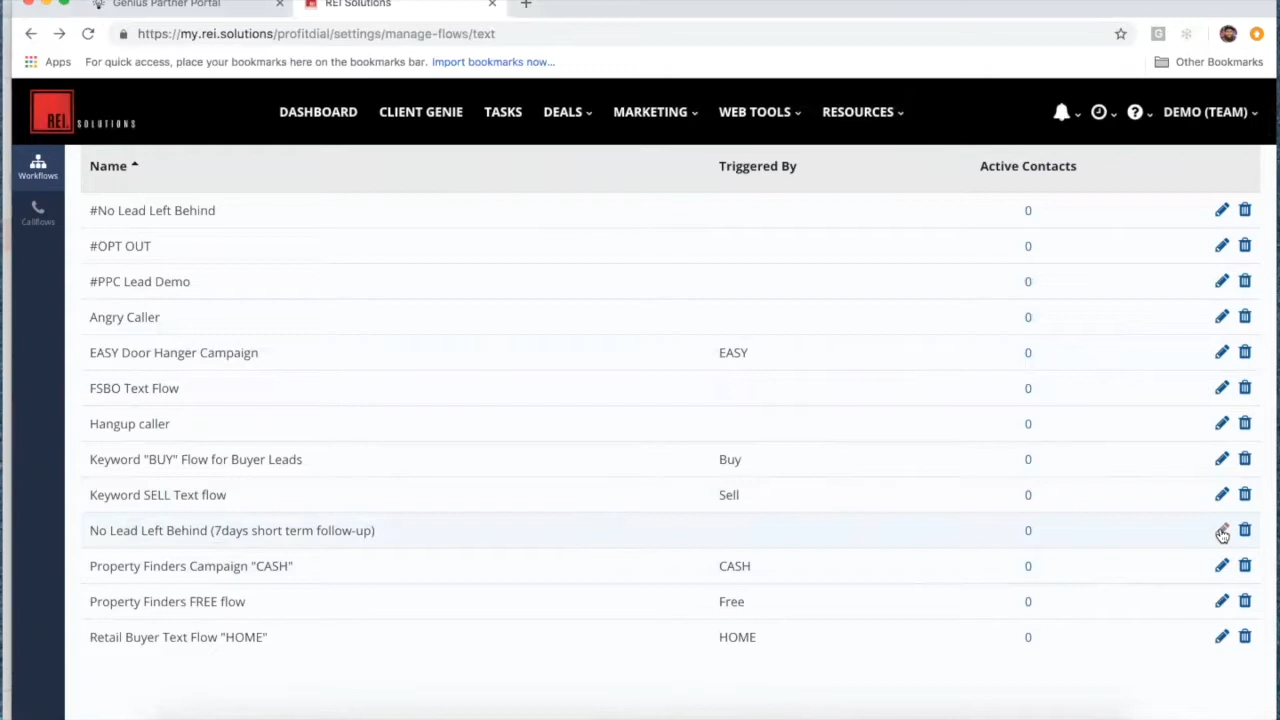 Genius Partner Portal
REI Solutions
https://my.rei.solutions/profitdial/settings/manage-flows/text
G
Apps For quick access, place your bookmarks here on the bookmarks bar. Import bookmarks now... Other Bookmarks
REI SOLUTIONS
DASHBOARD CLIENT GENIE TASKS DEALS MARKETING WEB TOOLS RESOURCES DEMO (TEAM)
Workflows
Callflows
Name Triggered By Active Contacts
#No Lead Left Behind 0
#OPT OUT 0
#PPC Lead Demo 0
Angry Caller 0
EASY Door Hanger Campaign EASY 0
FSBO Text Flow 0
Hangup caller 0
Keyword "BUY" Flow for Buyer Leads Buy 0
Keyword SELL Text flow Sell 0
No Lead Left Behind (7days short term follow-up) 0
Property Finders Campaign "CASH" CASH 0
Property Finders FREE flow Free 0
Retail Buyer Text Flow "HOME" HOME 0